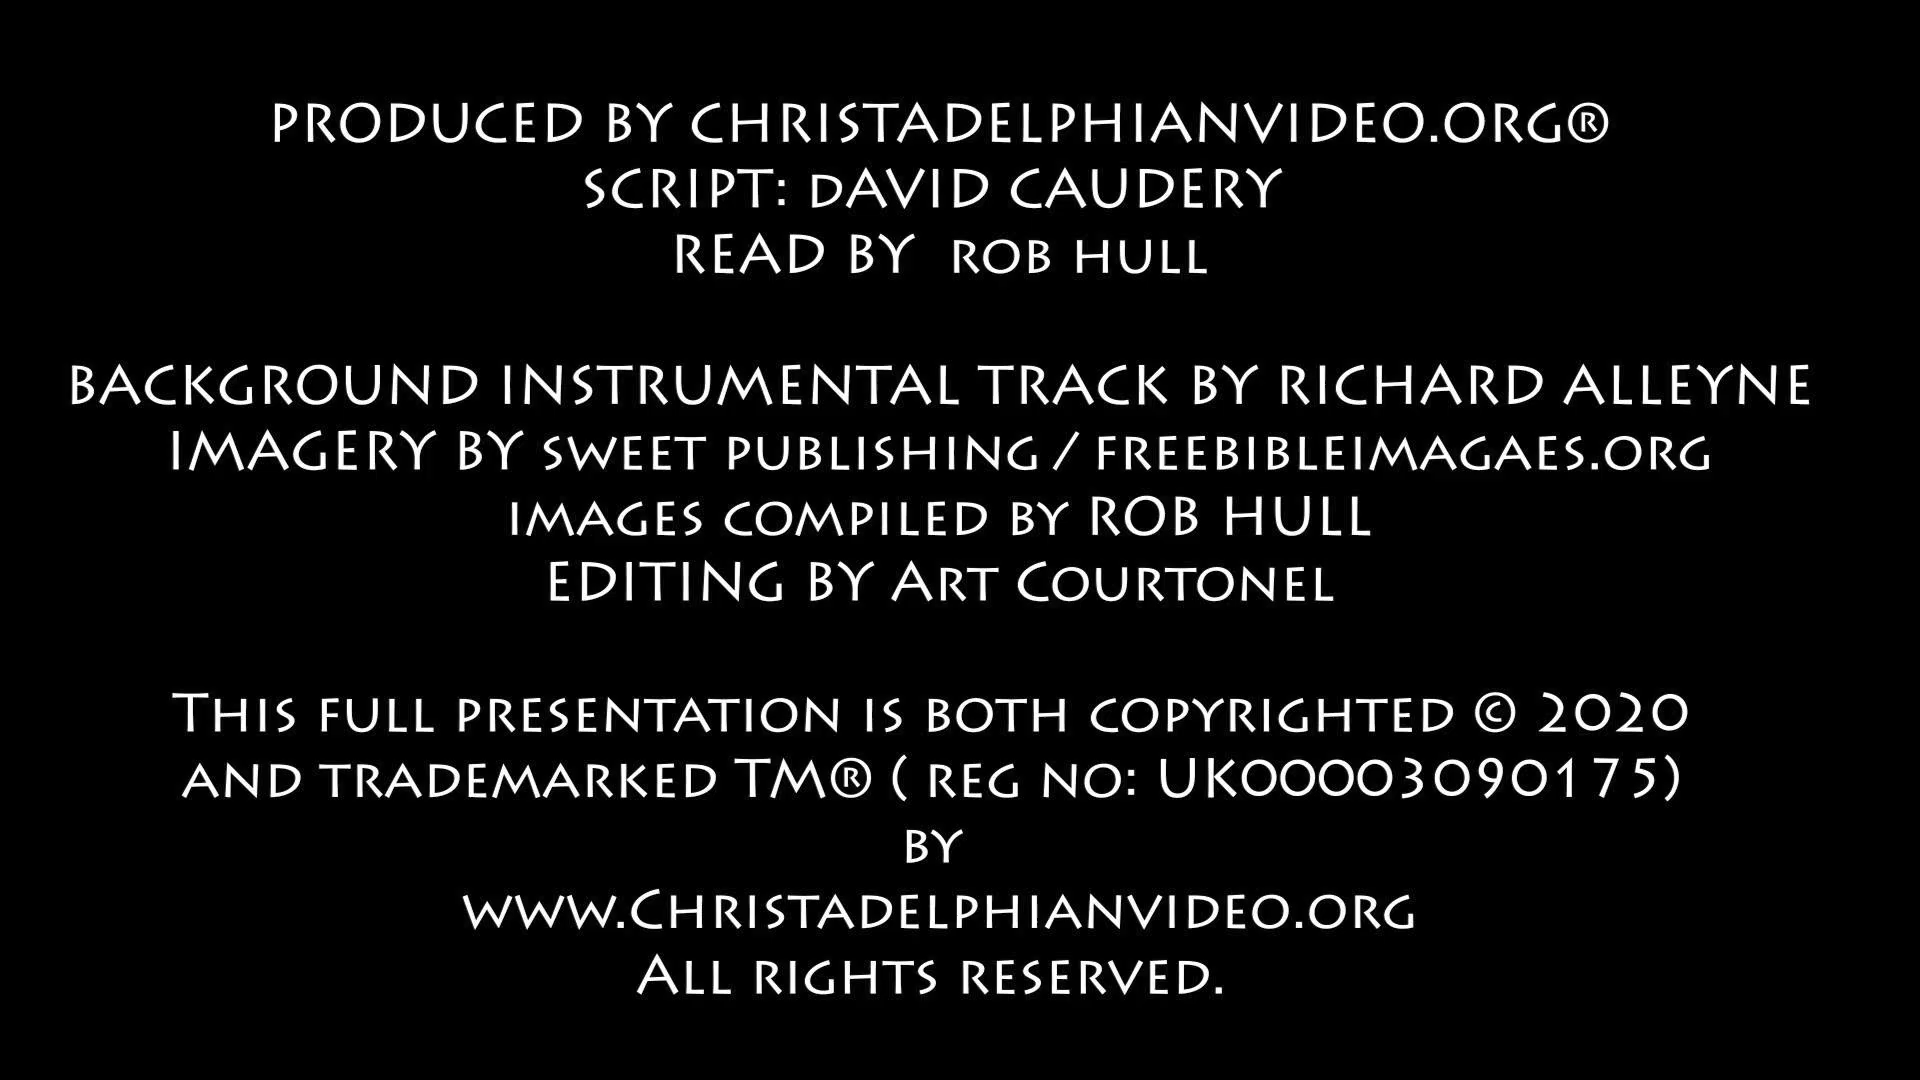 PRODUCED BY CHRISTADELPHIANVIDEO.ORG®
SCRIPT: DAVID CAUDERY
READ BY ROB HULL
BACKGROUND INSTRUMENTAL TRACK BY RICHARD ALLEYNE
IMAGERY BY SWEET PUBLISHING / FREEBIBLEIMAGAES.ORG
IMAGES COMPILED BY ROB HULL
EDITING BY ART COURTONEL
THIS FULL PRESENTATION IS BOTH COPYRIGHTED © 2020
AND TRADEMARKED TM® ( REG NO: UK00003090175)
BY
WWW.CHRISTADELPHIANVIDEO.ORG
ALL RIGHTS RESERVED.